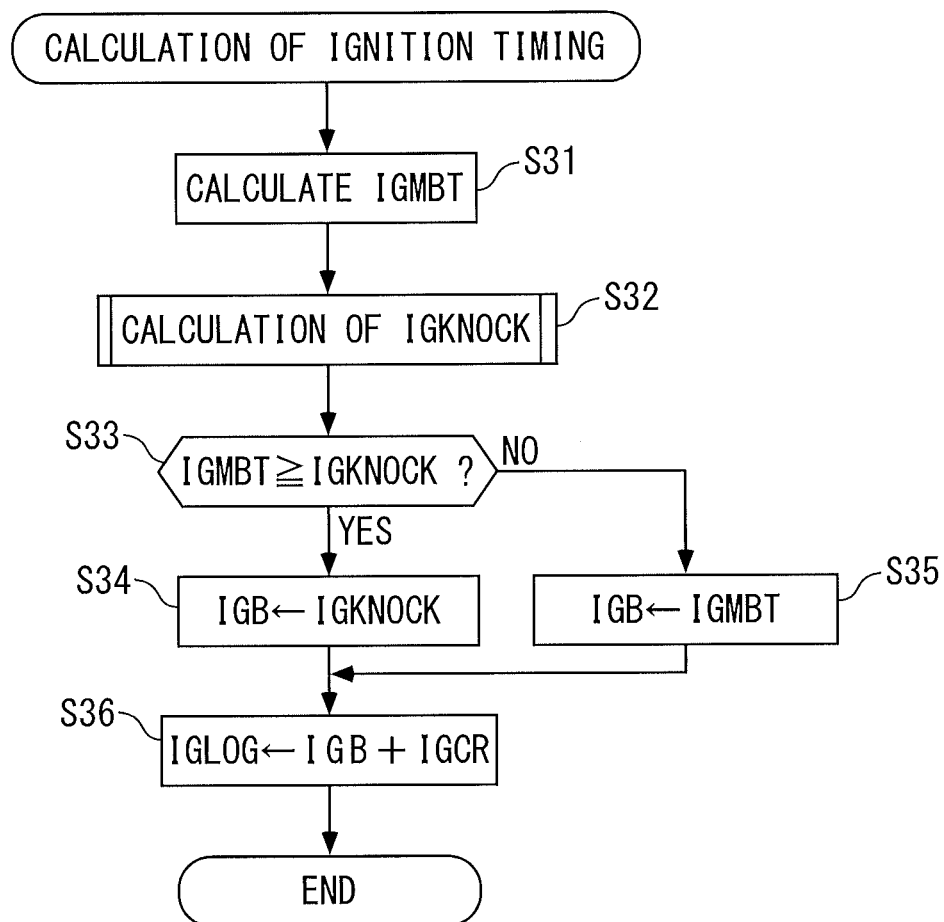 CALCULATION OF IGNITION TIMING
S31
CALCULATE IGMBT
S32
CALCULATION OF IGKNOCK
S33
IGMBT≧IGKNOCK ?
NO
YES
S34
IGB←IGKNOCK
S35
IGB←IGMBT
S36
IGLOG←IGB+IGCR
END